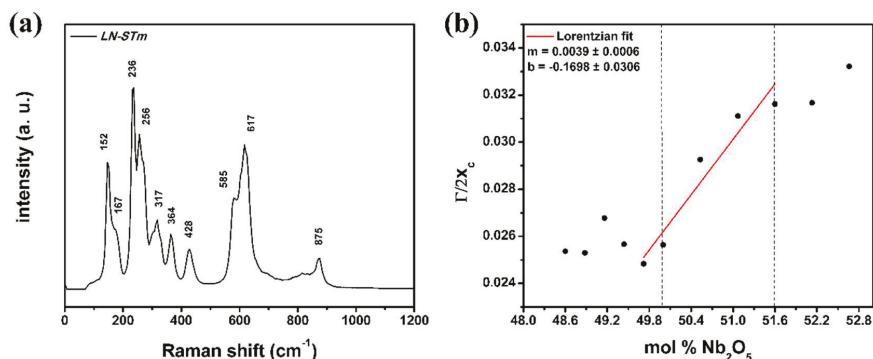 (a)
LN-STm
236
256
152
167
317
364
428
585
617
875
intensity (a. u.)
0 200 400 600 800 1000 1200
Raman shift (cm⁻¹)
(b)
Lorentzian fit
m = 0.0039 ± 0.0006
b = -0.1698 ± 0.0306
0.034
0.032
0.030
0.028
0.026
0.024
Γ/2x_c
48.0 48.6 49.2 49.8 50.4 51.0 51.6 52.2 52.8
mol % Nb₂O₅